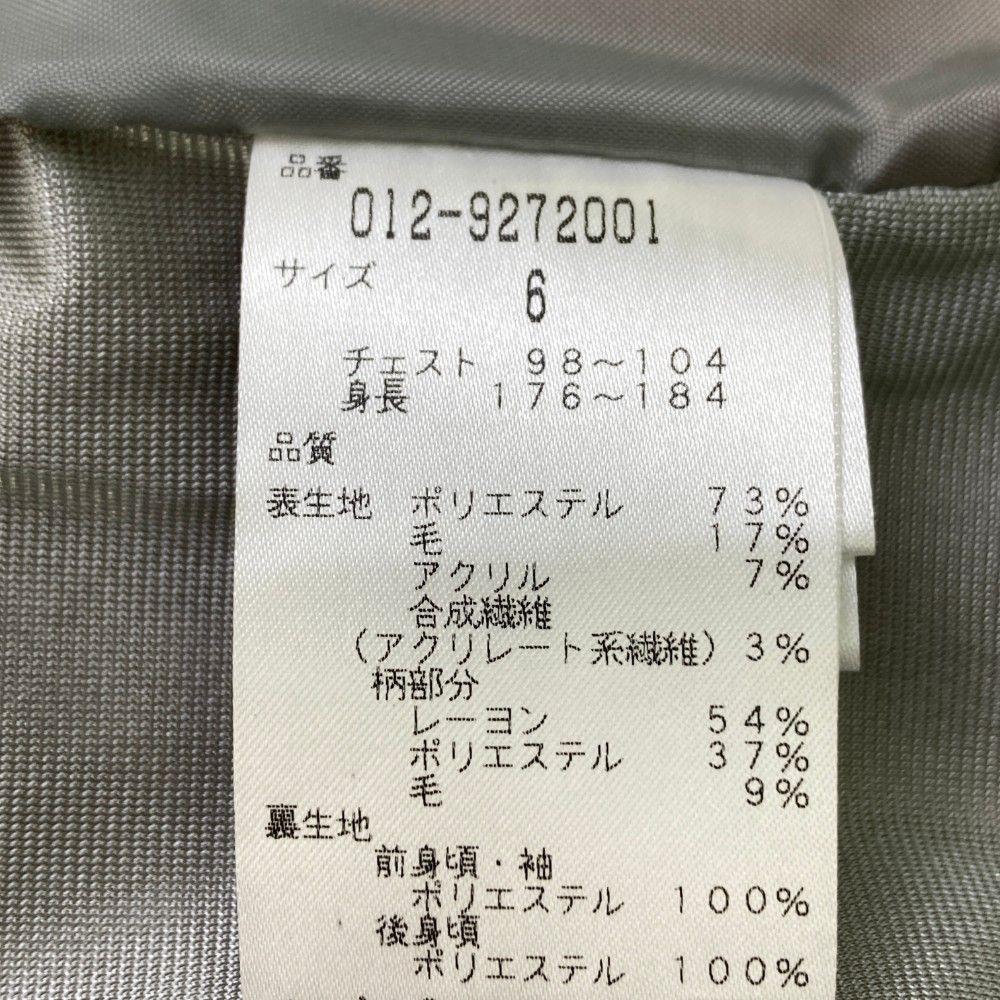 品番
012-9272001
サイズ 6
チェスト 98~104
身長 176~184
品質
表生地 ポリエステル 73%
毛 17%
アクリル 7%
合成繊維
(アクリレート系繊維) 3%
柄部分
レーヨン 54%
ポリエステル 37%
毛 9%
裏生地
前身頃・袖
ポリエステル 100%
後身頃
ポリエステル 100%